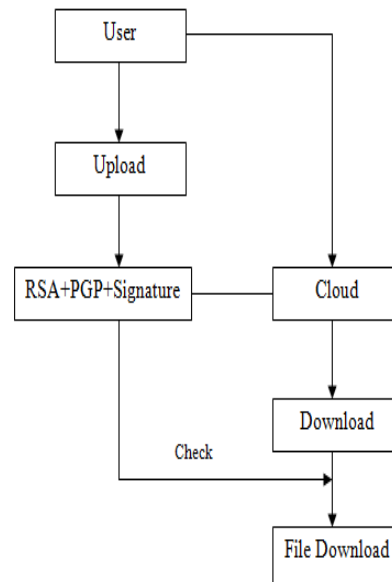 User
Upload
RSA+PGP+Signature
Cloud
Download
Check
File Download